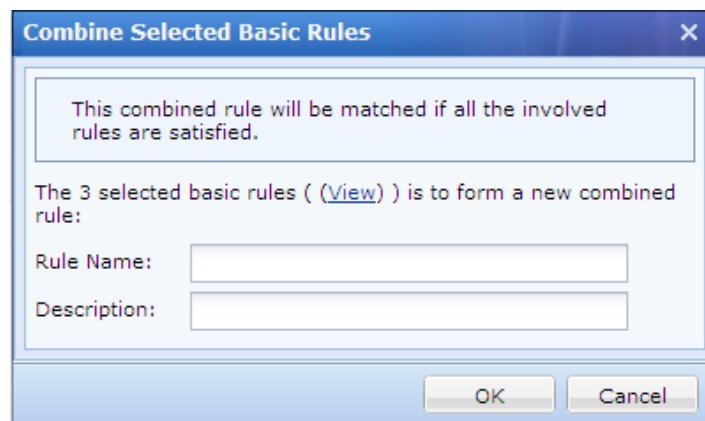 Combine Selected Basic Rules
This combined rule will be matched if all the involved
rules are satisfied.
The 3 selected basic rules ( (View) ) is to form a new combined
rule:
Rule Name:
Description:
OK Cancel